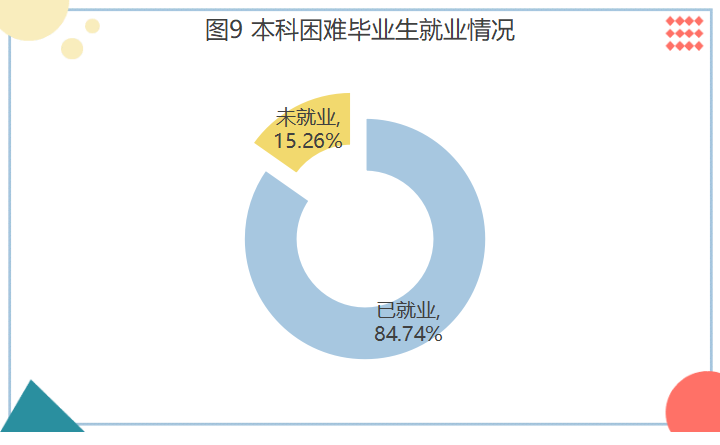 图9 本科困难毕业生就业情况
未就业,
15.26%
已就业,
84.74%